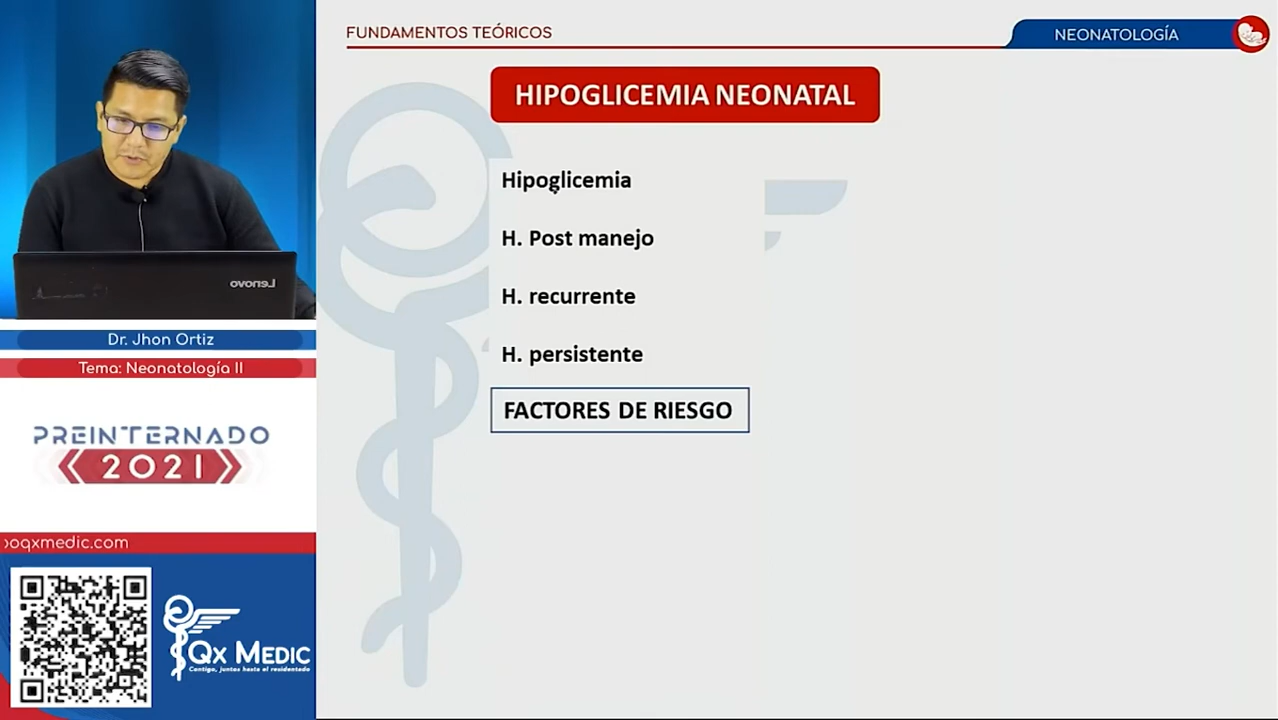 FUNDAMENTOS TEÓRICOS
NEONATOLOGÍA
HIPOGLICEMIA NEONATAL
Hipoglicemia
H. Post manejo
H. recurrente
H. persistente
FACTORES DE RIESGO
Lenovo
Dr. Jhon Ortiz
Tema: Neonatología II
PREINTERNADO
2021
oqxmedic.com
QX MEDIC
Contigo, juntos hasta el residentado